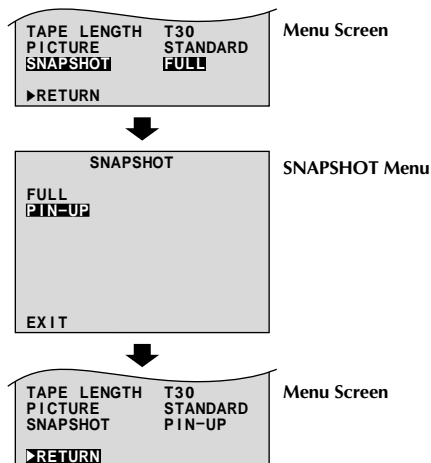 TAPE LENGTH T30
PICTURE STANDARD
SNAPSHOT FULL
▶RETURN
Menu Screen
SNAPSHOT
FULL
PIN–UP
EXIT
SNAPSHOT Menu
TAPE LENGTH T30
PICTURE STANDARD
SNAPSHOT PIN–UP
▶RETURN
Menu Screen